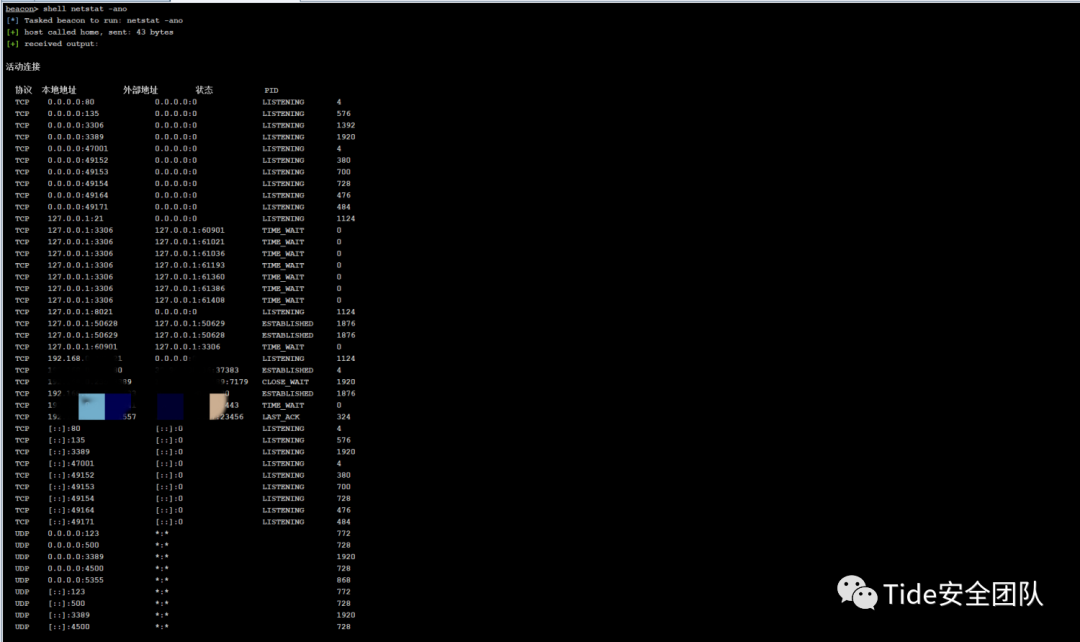 beacon> shell netstat -ano
[*] Tasked beacon to run: netstat -ano
[+] host called home, sent: 43 bytes
[+] received output:
活动连接
协议 本地地址 外部地址 状态 PID
TCP 0.0.0.0:80 0.0.0.0:0 LISTENING 4
TCP 0.0.0.0:135 0.0.0.0:0 LISTENING 576
TCP 0.0.0.0:3306 0.0.0.0:0 LISTENING 1392
TCP 0.0.0.0:3389 0.0.0.0:0 LISTENING 1920
TCP 0.0.0.0:47001 0.0.0.0:0 LISTENING 4
TCP 0.0.0.0:49152 0.0.0.0:0 LISTENING 380
TCP 0.0.0.0:49153 0.0.0.0:0 LISTENING 700
TCP 0.0.0.0:49154 0.0.0.0:0 LISTENING 728
TCP 0.0.0.0:49164 0.0.0.0:0 LISTENING 476
TCP 0.0.0.0:49171 0.0.0.0:0 LISTENING 484
TCP 127.0.0.1:21 0.0.0.0:0 LISTENING 1124
TCP 127.0.0.1:3306 127.0.0.1:60901 TIME_WAIT 0
TCP 127.0.0.1:3306 127.0.0.1:61021 TIME_WAIT 0
TCP 127.0.0.1:3306 127.0.0.1:61036 TIME_WAIT 0
TCP 127.0.0.1:3306 127.0.0.1:61193 TIME_WAIT 0
TCP 127.0.0.1:3306 127.0.0.1:61360 TIME_WAIT 0
TCP 127.0.0.1:3306 127.0.0.1:61386 TIME_WAIT 0
TCP 127.0.0.1:3306 127.0.0.1:61408 TIME_WAIT 0
TCP 127.0.0.1:8021 0.0.0.0:0 LISTENING 1124
TCP 127.0.0.1:50628 127.0.0.1:50629 ESTABLISHED 1876
TCP 127.0.0.1:50629 127.0.0.1:50628 ESTABLISHED 1876
TCP 127.0.0.1:60901 127.0.0.1:3306 TIME_WAIT 0
TCP 192.168. 0.0.0.0 LISTENING 1124
TCP 37383 ESTABLISHED 4
TCP 89 :7179 CLOSE_WAIT 1920
TCP 192 ESTABLISHED 1876
TCP 443 TIME_WAIT 0
TCP 557 23456 LAST_ACK 324
TCP [::]:80 [::]:0 LISTENING 4
TCP [::]:135 [::]:0 LISTENING 576
TCP [::]:3389 [::]:0 LISTENING 1920
TCP [::]:47001 [::]:0 LISTENING 4
TCP [::]:49152 [::]:0 LISTENING 380
TCP [::]:49153 [::]:0 LISTENING 700
TCP [::]:49154 [::]:0 LISTENING 728
TCP [::]:49164 [::]:0 LISTENING 476
TCP [::]:49171 [::]:0 LISTENING 484
UDP 0.0.0.0:123 *:* 772
UDP 0.0.0.0:500 *:* 728
UDP 0.0.0.0:3389 *:* 1920
UDP 0.0.0.0:4500 *:* 728
UDP 0.0.0.0:5355 *:* 868
UDP [::]:123 *:* 772
UDP [::]:500 *:* 728
UDP [::]:3389 *:* 1920
UDP [::]:4500 *:* 728
Tide安全团队